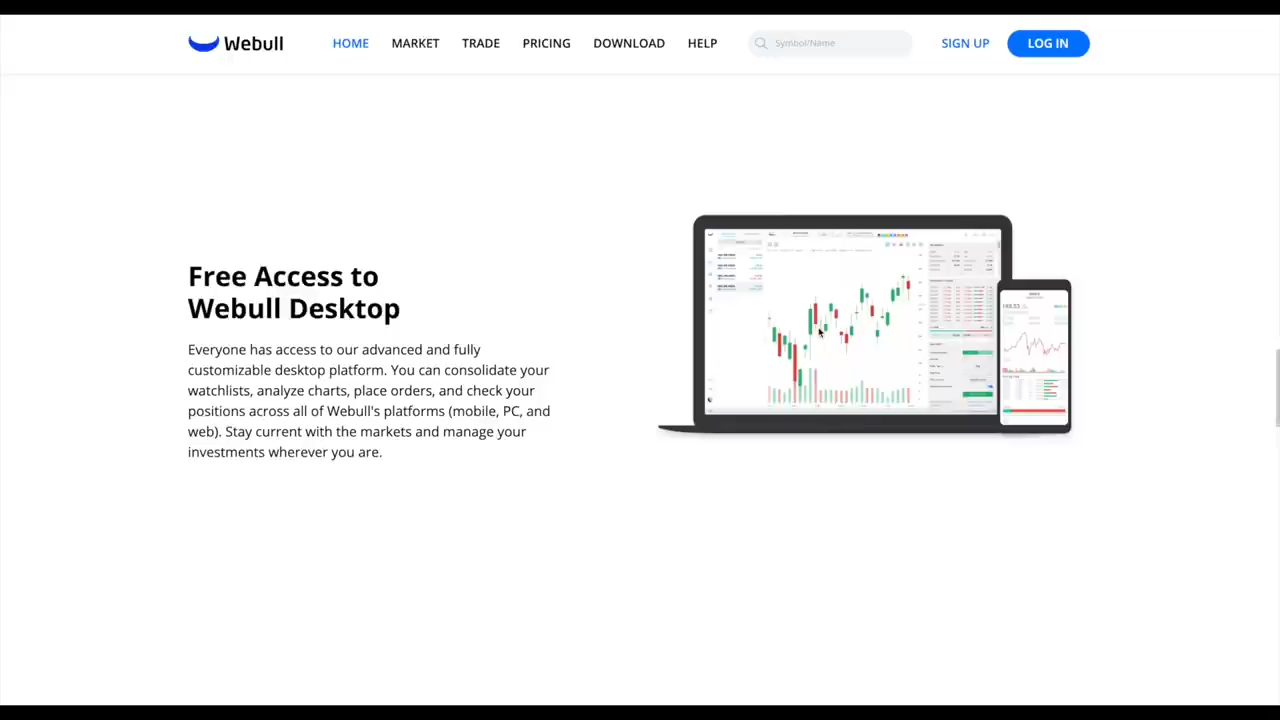 Webull
HOME MARKET TRADE PRICING DOWNLOAD HELP Symbol/Name SIGN UP LOG IN
Free Access to
Webull Desktop
Everyone has access to our advanced and fully
customizable desktop platform. You can consolidate your
watchlists, analyze charts, place orders, and check your
positions across all of Webull's platforms (mobile, PC, and
web). Stay current with the markets and manage your
investments wherever you are.